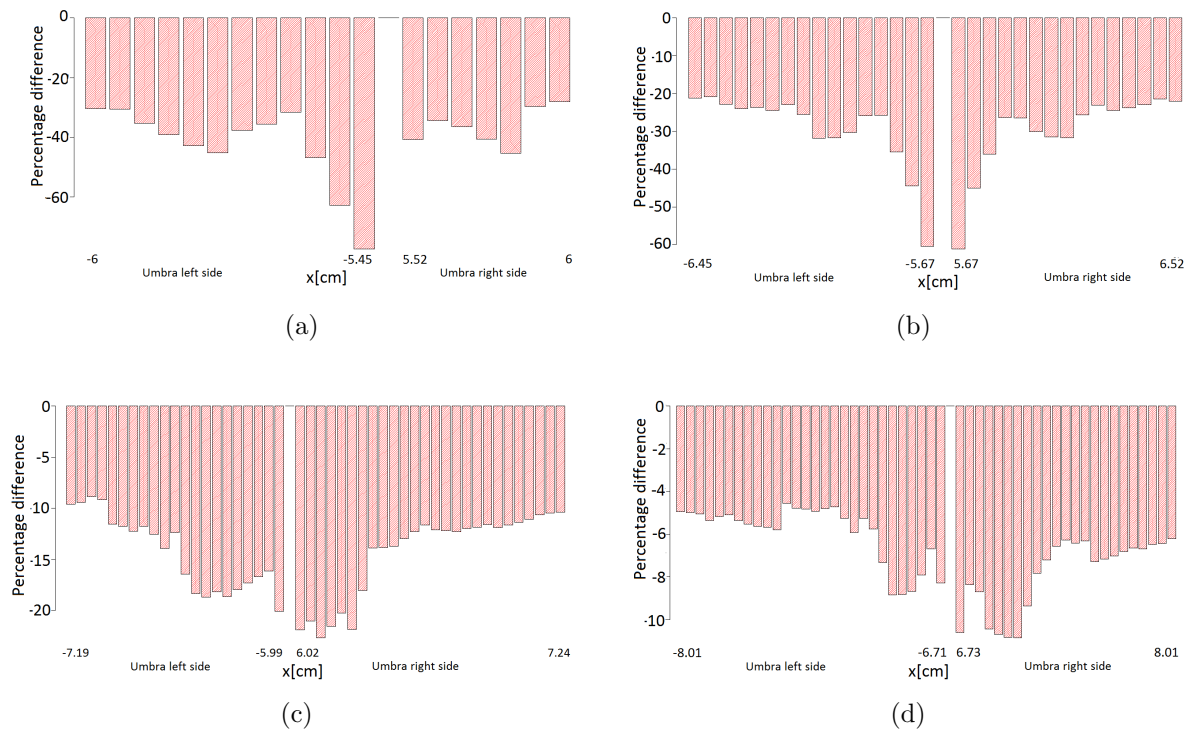 0
-20
-40
-60
Percentage difference
-6
-5.45
5.52
6
Umbra left side
Umbra right side
x[cm]
(a)
0
-10
-20
-30
-40
-50
-60
Percentage difference
-6.45
-5.67
5.67
6.52
Umbra left side
Umbra right side
x[cm]
(b)
0
-5
-10
-15
-20
Percentage difference
-7.19
-5.99
6.02
7.24
Umbra left side
Umbra right side
x[cm]
(c)
0
-2
-4
-6
-8
-10
Percentage difference
-8.01
-6.71
6.73
8.01
Umbra left side
Umbra right side
x[cm]
(d)